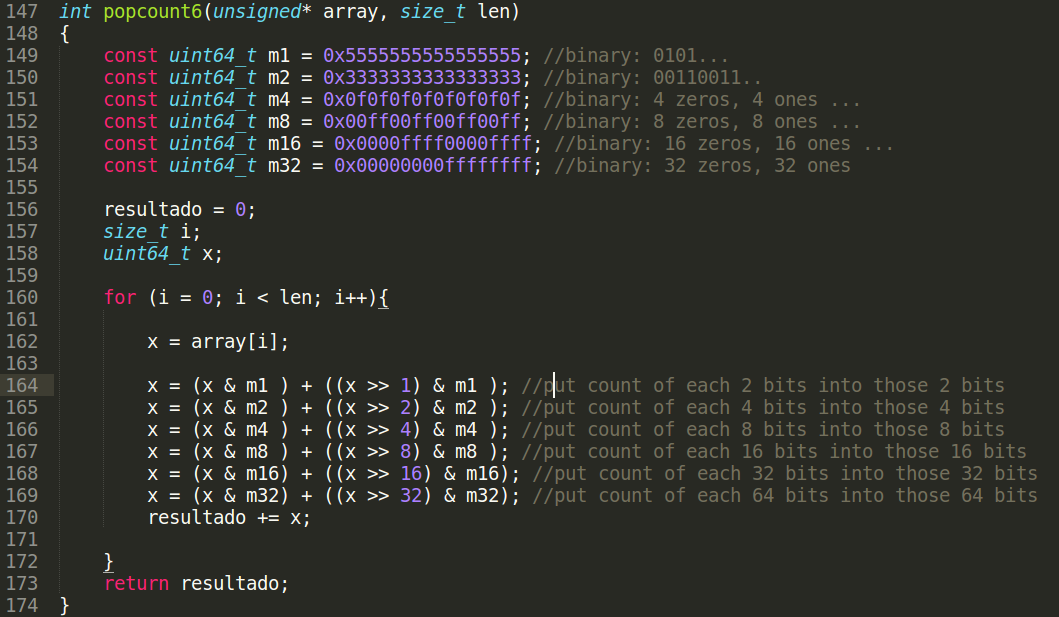 147 int popcount6(unsigned* array, size_t len)
148 {
149     const uint64_t m1 = 0x5555555555555555; //binary: 0101...
150     const uint64_t m2 = 0x3333333333333333; //binary: 00110011..
151     const uint64_t m4 = 0x0f0f0f0f0f0f0f0f; //binary: 4 zeros, 4 ones ...
152     const uint64_t m8 = 0x00ff00ff00ff00ff; //binary: 8 zeros, 8 ones ...
153     const uint64_t m16 = 0x0000ffff0000ffff; //binary: 16 zeros, 16 ones ...
154     const uint64_t m32 = 0x00000000ffffffff; //binary: 32 zeros, 32 ones
155
156     resultado = 0;
157     size_t i;
158     uint64_t x;
159
160     for (i = 0; i < len; i++){
161
162         x = array[i];
163
164         x = (x & m1 ) + ((x >> 1) & m1 ); //put count of each 2 bits into those 2 bits
165         x = (x & m2 ) + ((x >> 2) & m2 ); //put count of each 4 bits into those 4 bits
166         x = (x & m4 ) + ((x >> 4) & m4 ); //put count of each 8 bits into those 8 bits
167         x = (x & m8 ) + ((x >> 8) & m8 ); //put count of each 16 bits into those 16 bits
168         x = (x & m16) + ((x >> 16) & m16); //put count of each 32 bits into those 32 bits
169         x = (x & m32) + ((x >> 32) & m32); //put count of each 64 bits into those 64 bits
170         resultado += x;
171
172     }
173     return resultado;
174 }